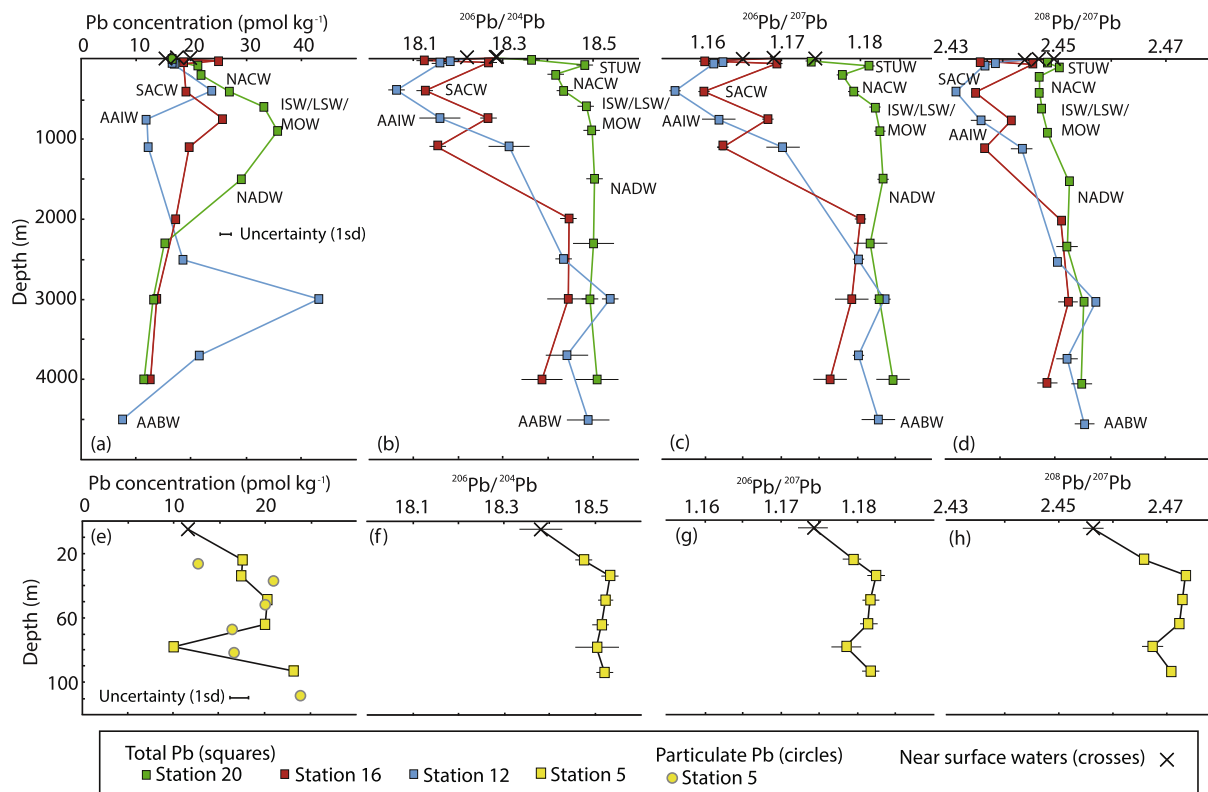 Pb concentration (pmol kg⁻¹)
0 10 20 30 40
²⁰⁶Pb/²⁰⁴Pb
18.1 18.3 18.5
²⁰⁶Pb/²⁰⁷Pb
1.16 1.17 1.18
²⁰⁸Pb/²⁰⁷Pb
2.43 2.45 2.47
Depth (m)
0
1000
2000
3000
4000
NACW
SACW
ISW/LSW/
MOW
AAIW
NADW
Uncertainty (1sd)
AABW
(a)
STUW
NACW
SACW
ISW/LSW/
MOW
AAIW
NADW
AABW
(b)
STUW
NACW
SACW
ISW/LSW/
MOW
AAIW
NADW
AABW
(c)
STUW
NACW
SACW
ISW/LSW/
MOW
AAIW
NADW
AABW
(d)
Pb concentration (pmol kg⁻¹)
0 10 20
²⁰⁶Pb/²⁰⁴Pb
18.1 18.3 18.5
²⁰⁶Pb/²⁰⁷Pb
1.16 1.17 1.18
²⁰⁸Pb/²⁰⁷Pb
2.43 2.45 2.47
Depth (m)
20
60
100
(e)
Uncertainty (1sd)
(f)
(g)
(h)
Total Pb (squares)
Station 20 Station 16 Station 12 Station 5
Particulate Pb (circles)
Station 5
Near surface waters (crosses)